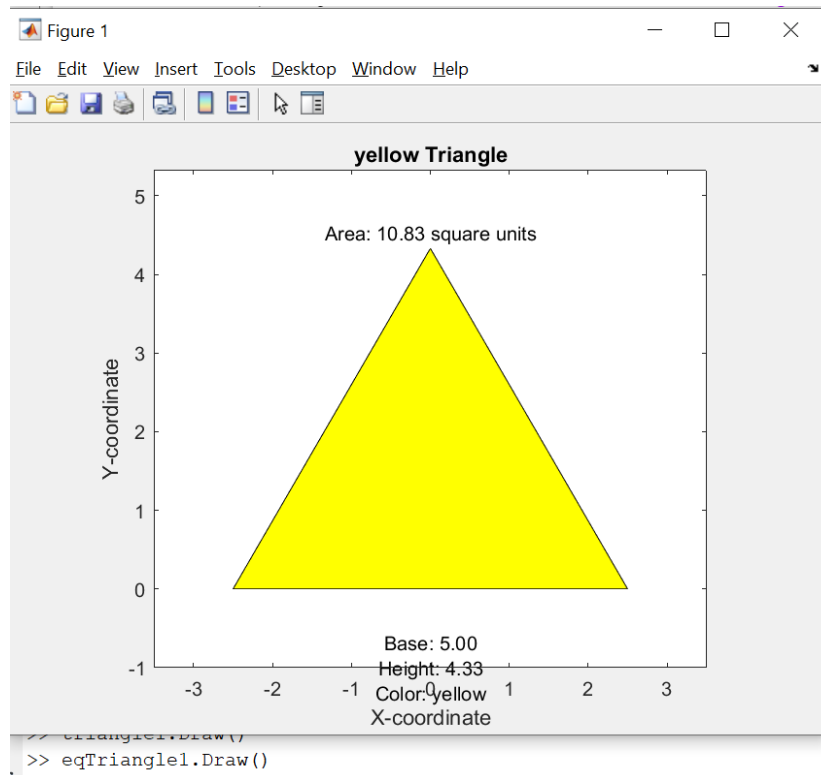 Figure 1
File Edit View Insert Tools Desktop Window Help
yellow Triangle
5
4
3
2
1
0
-1
Y-coordinate
Area: 10.83 square units
Base: 5.00
Height: 4.33
Color: yellow
-3 -2 -1 0 1 2 3
X-coordinate
>> triangle1.Draw()
>> eqTriangle1.Draw()